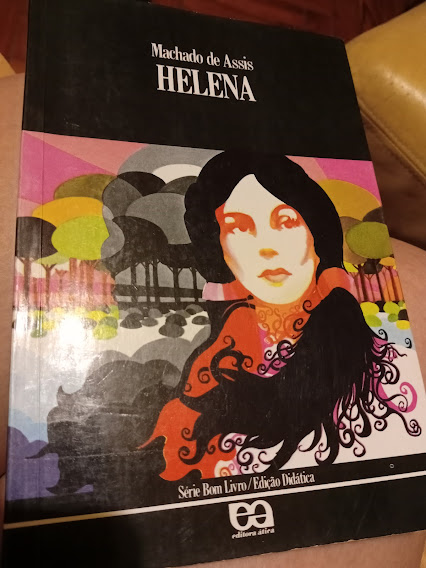 Machado de Assis
HELENA
Série Bom Livro/Edição Didática
editora ática